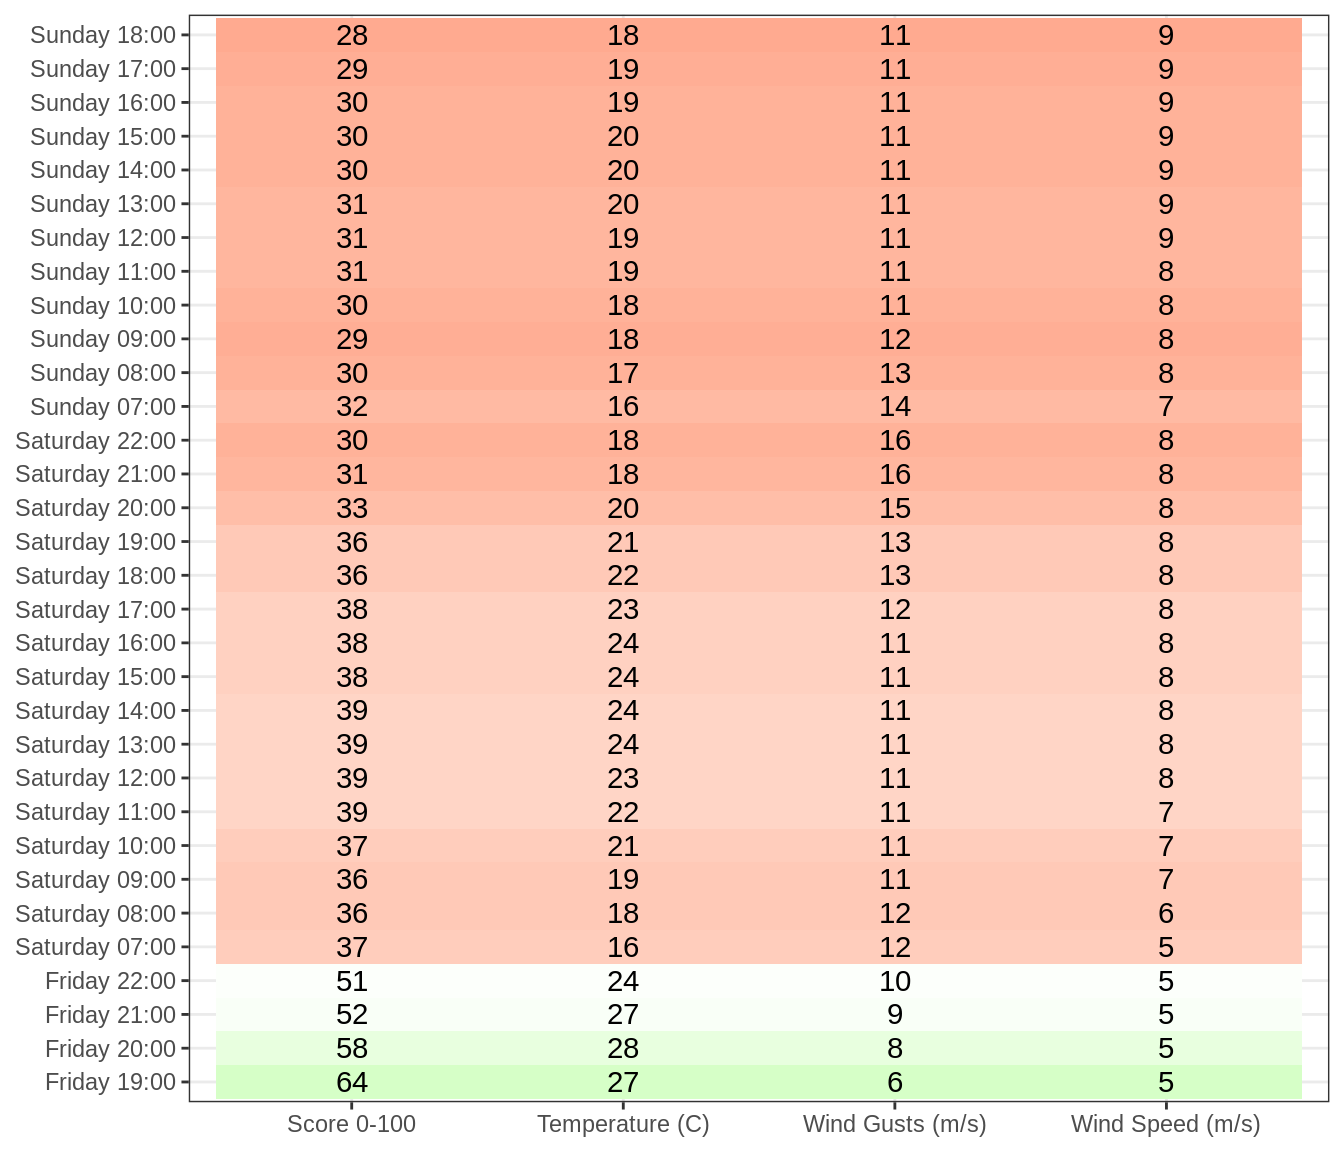 Sunday 18:00 28 18 11 9
Sunday 17:00 29 19 11 9
Sunday 16:00 30 19 11 9
Sunday 15:00 30 20 11 9
Sunday 14:00 30 20 11 9
Sunday 13:00 31 20 11 9
Sunday 12:00 31 19 11 9
Sunday 11:00 31 19 11 8
Sunday 10:00 30 18 11 8
Sunday 09:00 29 18 12 8
Sunday 08:00 30 17 13 8
Sunday 07:00 32 16 14 7
Saturday 22:00 30 18 16 8
Saturday 21:00 31 18 16 8
Saturday 20:00 33 20 15 8
Saturday 19:00 36 21 13 8
Saturday 18:00 36 22 13 8
Saturday 17:00 38 23 12 8
Saturday 16:00 38 24 11 8
Saturday 15:00 38 24 11 8
Saturday 14:00 39 24 11 8
Saturday 13:00 39 24 11 8
Saturday 12:00 39 23 11 8
Saturday 11:00 39 22 11 7
Saturday 10:00 37 21 11 7
Saturday 09:00 36 19 11 7
Saturday 08:00 36 18 12 6
Saturday 07:00 37 16 12 5
Friday 22:00 51 24 10 5
Friday 21:00 52 27 9 5
Friday 20:00 58 28 8 5
Friday 19:00 64 27 6 5
Score 0-100 Temperature (C) Wind Gusts (m/s) Wind Speed (m/s)